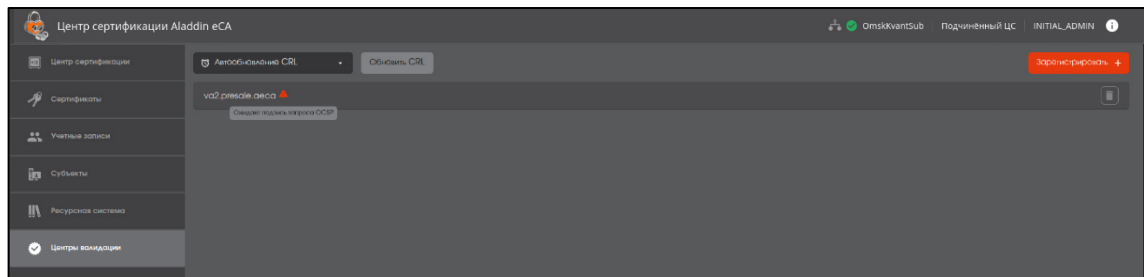 Центр сертификации Aladdin eCA
OmskKvantSub Подчинённый ЦС INITIAL_ADMIN
Центр сертификации
Автообновление CRL
Обновить CRL
Зарегистрировать +
Сертификаты
va2.presale.aeca
Ожидает подпись запроса OCSP
Учетные записи
Субъекты
Ресурсная система
Центры валидации